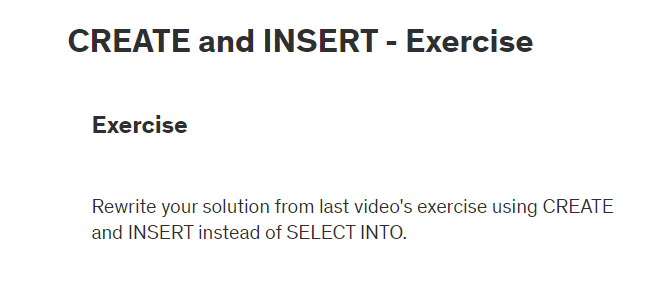 CREATE and INSERT - Exercise
Exercise
Rewrite your solution from last video's exercise using CREATE
and INSERT instead of SELECT INTO.